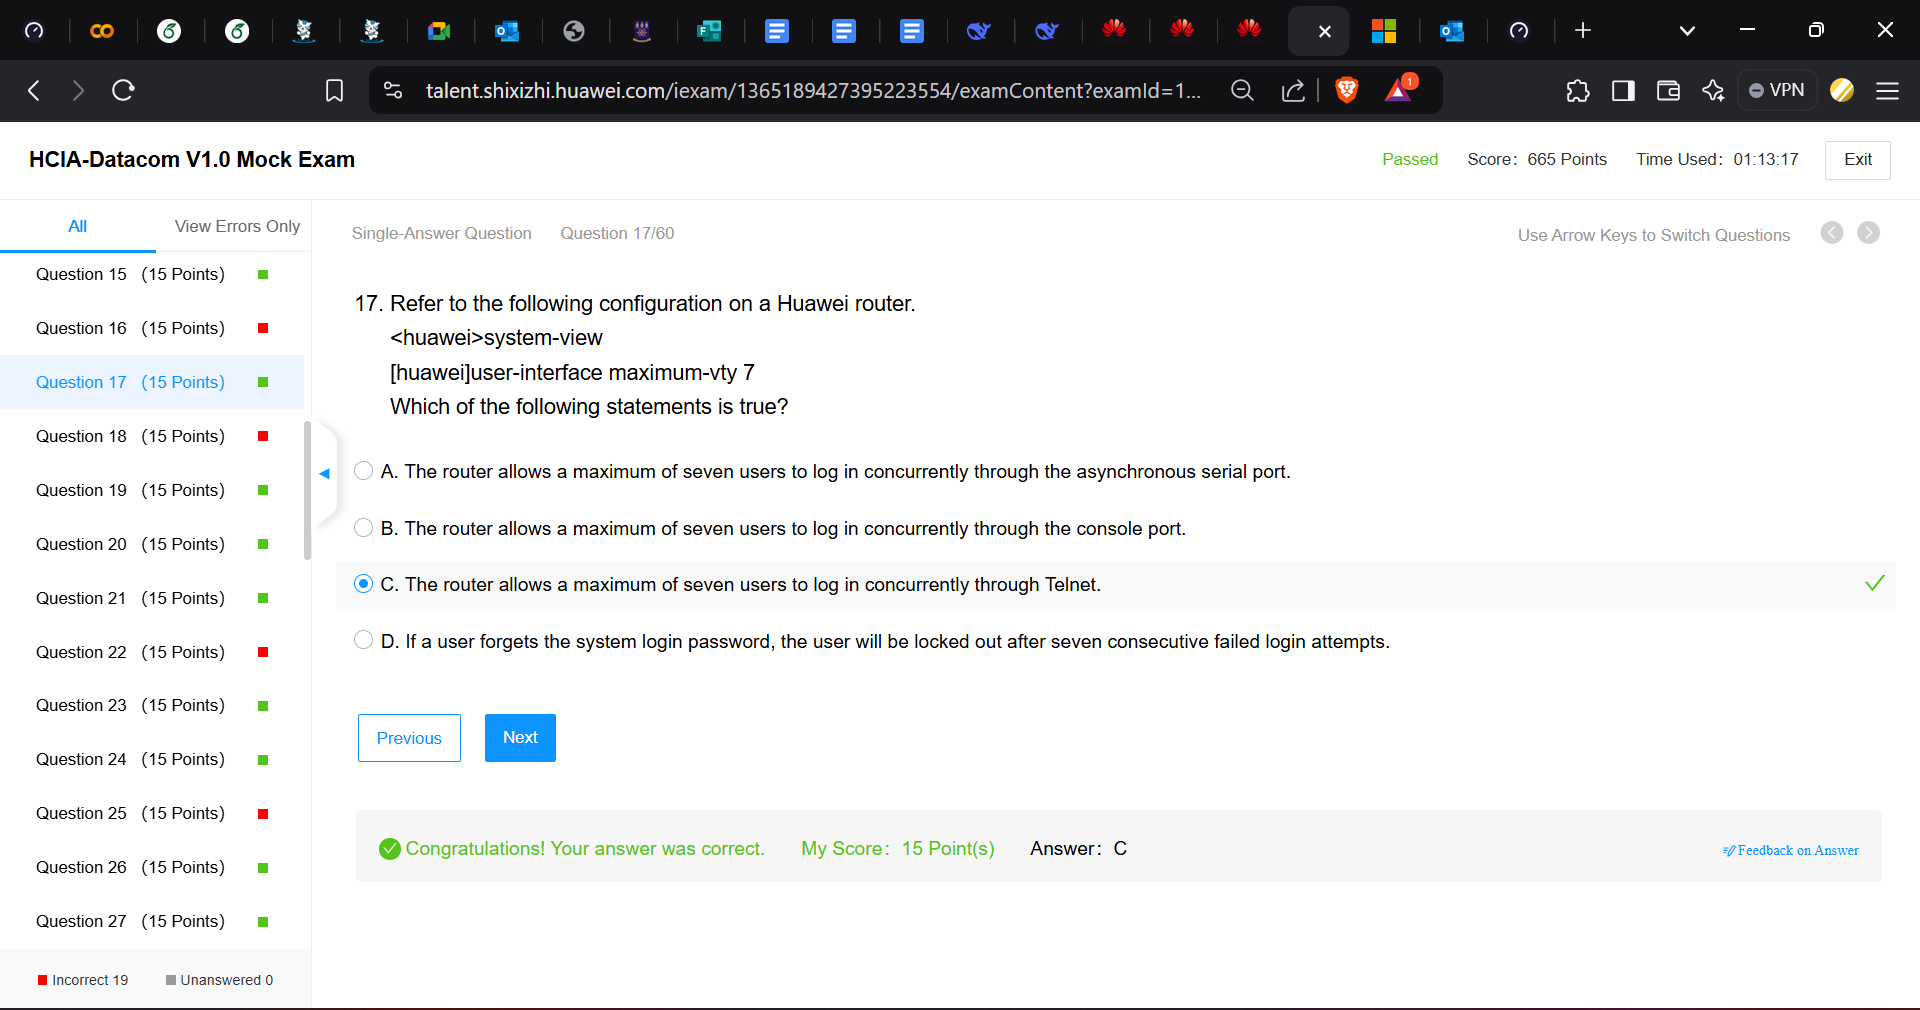 talent.shixizhi.huawei.com/iexam/1365189427395223554/examContent?examId=1...
1
VPN
HCIA-Datacom V1.0 Mock Exam
Passed
Score: 665 Points
Time Used: 01:13:17
Exit
All
View Errors Only
Single-Answer Question
Question 17/60
Use Arrow Keys to Switch Questions
Question 15 (15 Points)
Question 16 (15 Points)
Question 17 (15 Points)
Question 18 (15 Points)
Question 19 (15 Points)
Question 20 (15 Points)
Question 21 (15 Points)
Question 22 (15 Points)
Question 23 (15 Points)
Question 24 (15 Points)
Question 25 (15 Points)
Question 26 (15 Points)
Question 27 (15 Points)
Incorrect 19
Unanswered 0
17. Refer to the following configuration on a Huawei router.
<huawei>system-view
[huawei]user-interface maximum-vty 7
Which of the following statements is true?
A. The router allows a maximum of seven users to log in concurrently through the asynchronous serial port.
B. The router allows a maximum of seven users to log in concurrently through the console port.
C. The router allows a maximum of seven users to log in concurrently through Telnet.
D. If a user forgets the system login password, the user will be locked out after seven consecutive failed login attempts.
Previous
Next
Congratulations! Your answer was correct.
My Score: 15 Point(s)
Answer: C
Feedback on Answer